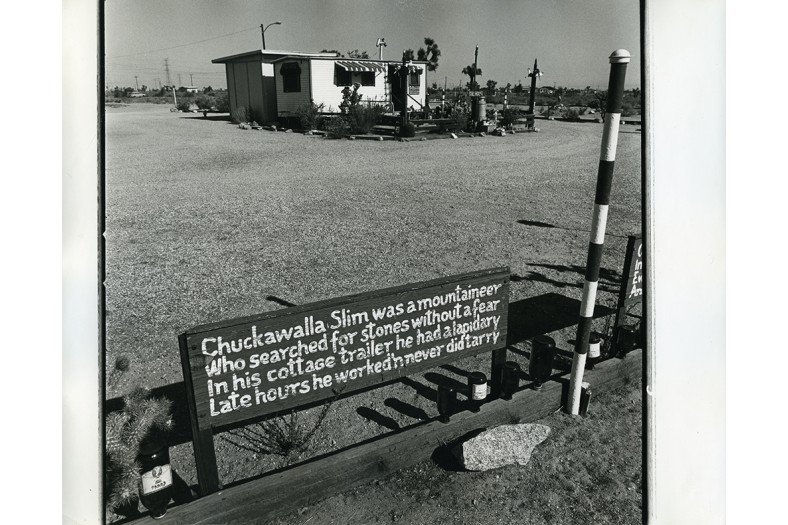 Chuckawalla Slim was a mountaineer
Who searched for stones without a fear
In his cottage trailer he had a lapidary
Late hours he worked'n never did tarry